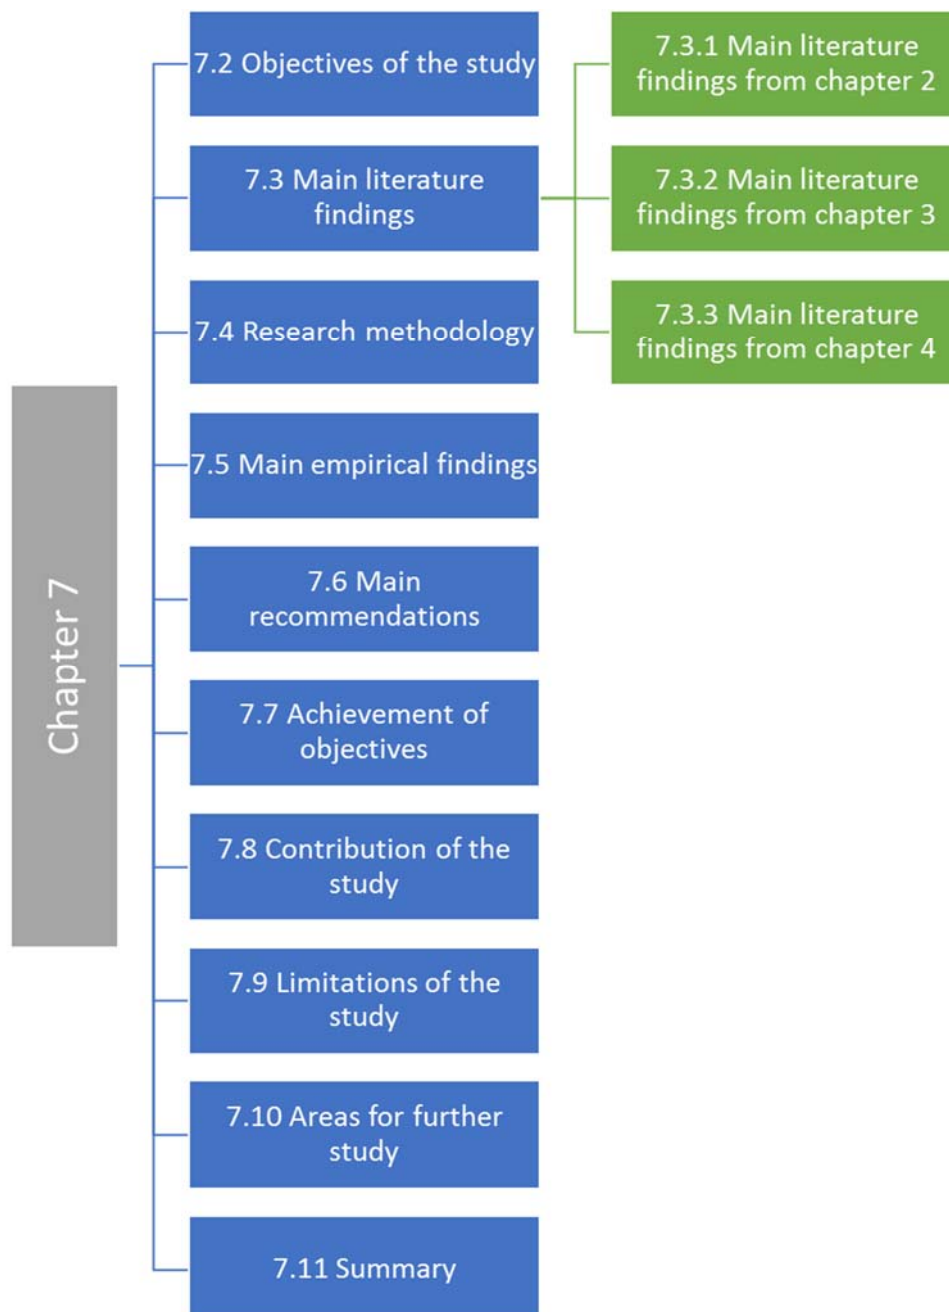 Chapter 7
7.2 Objectives of the study
7.3 Main literature
findings
7.3.1 Main literature
findings from chapter 2
7.3.2 Main literature
findings from chapter 3
7.3.3 Main literature
findings from chapter 4
7.4 Research methodology
7.5 Main empirical findings
7.6 Main
recommendations
7.7 Achievement of
objectives
7.8 Contribution of the
study
7.9 Limitations of the
study
7.10 Areas for further
study
7.11 Summary